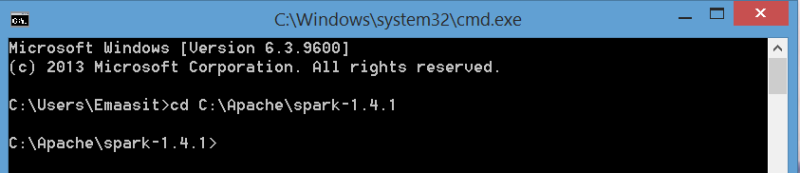 C:\Windows\system32\cmd.exe
Microsoft Windows [Version 6.3.9600]
(c) 2013 Microsoft Corporation. All rights reserved.
C:\Users\Emaasit>cd C:\Apache\spark-1.4.1
C:\Apache\spark-1.4.1>